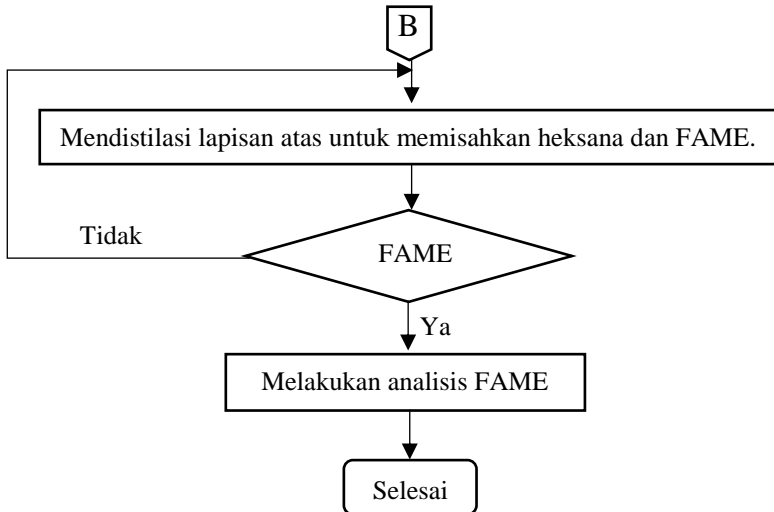 B
Mendistilasi lapisan atas untuk memisahkan heksana dan FAME.
Tidak
FAME
Ya
Melakukan analisis FAME
Selesai